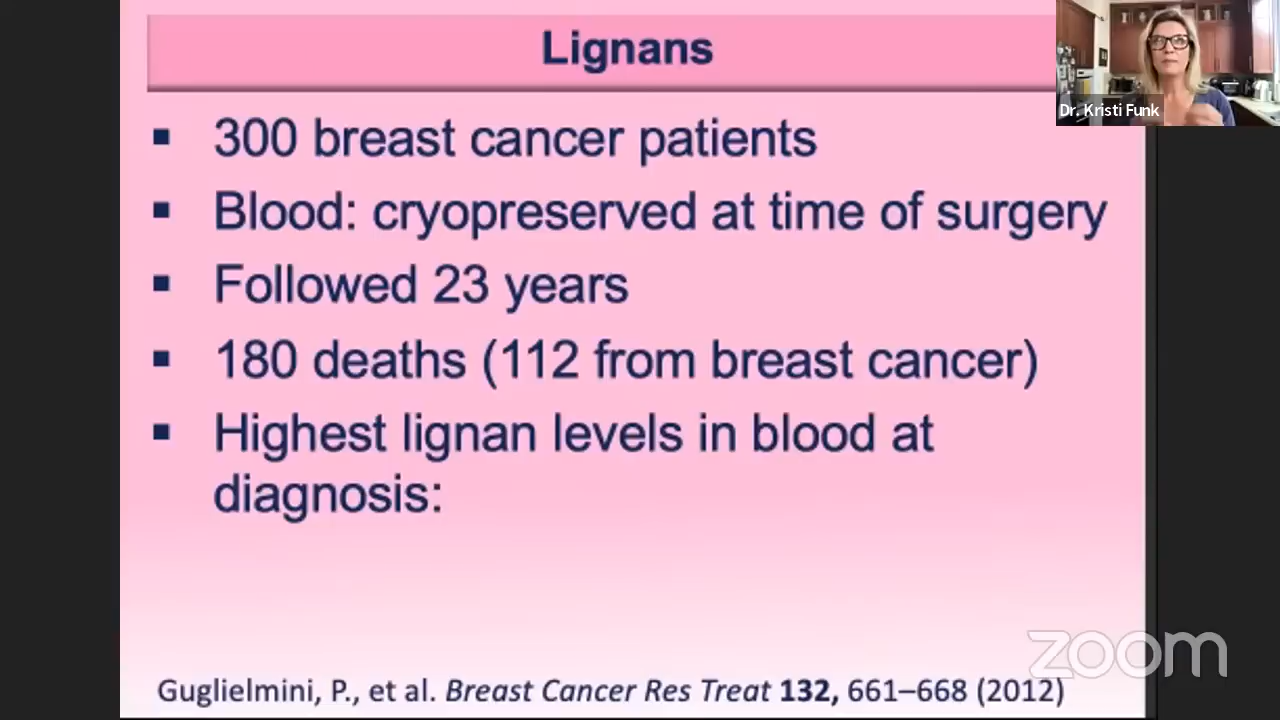 Lignans
Dr. Kristi Funk
▪ 300 breast cancer patients
▪ Blood: cryopreserved at time of surgery
▪ Followed 23 years
▪ 180 deaths (112 from breast cancer)
▪ Highest lignan levels in blood at
diagnosis:
zoom
Guglielmini, P., et al. Breast Cancer Res Treat 132, 661–668 (2012)